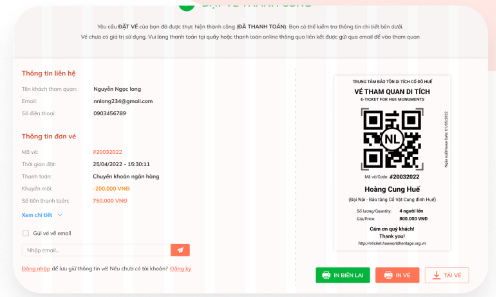 ĐẶT VÉ THÀNH CÔNG
Yêu cầu ĐẶT VÉ của bạn đã được thực hiện thành công (ĐÃ THANH TOÁN). Bạn có thể kiểm tra thông tin chi tiết bên dưới.
Vé chưa có giá trị sử dụng. Vui lòng thanh toán tại quầy hoặc thanh toán online thông qua liên kết được gửi qua email để vào tham quan
Thông tin liên hệ
Tên khách tham quan:
Nguyễn Ngọc lang
Email:
nnlong234@gmail.com
Số điện thoại:
0903456789
Thông tin đơn vé
Mã vé:
#20032022
Thời gian đặt:
25/04/2022 - 15:30:11
Thanh toán:
Chuyển khoản ngân hàng
Khuyến mãi:
-200.000 VNĐ
Số tiền thanh toán:
750.000 VNĐ
Xem chi tiết
Gửi vé về email
Nhập email...
Đăng nhập để lưu giữ thông tin vé! Nếu chưa có tài khoản? Đăng ký
TRUNG TÂM BẢO TỒN DI TÍCH CỐ ĐÔ HUẾ
VÉ THAM QUAN DI TÍCH
E-TICKET FOR HUE MONUMENTS
NL
Mã vé/Code: #20032022
Hoàng Cung Huế
(Đại Nội - Bảo tàng Cổ Vật Cung đình Huế)
Số lượng/Quantity: 4 người lớn
Giá/Price: 800.000 VNĐ
Cảm ơn quý khách!
Thank you!
IN BIÊN LAI
IN VÉ
TẢI VÉ